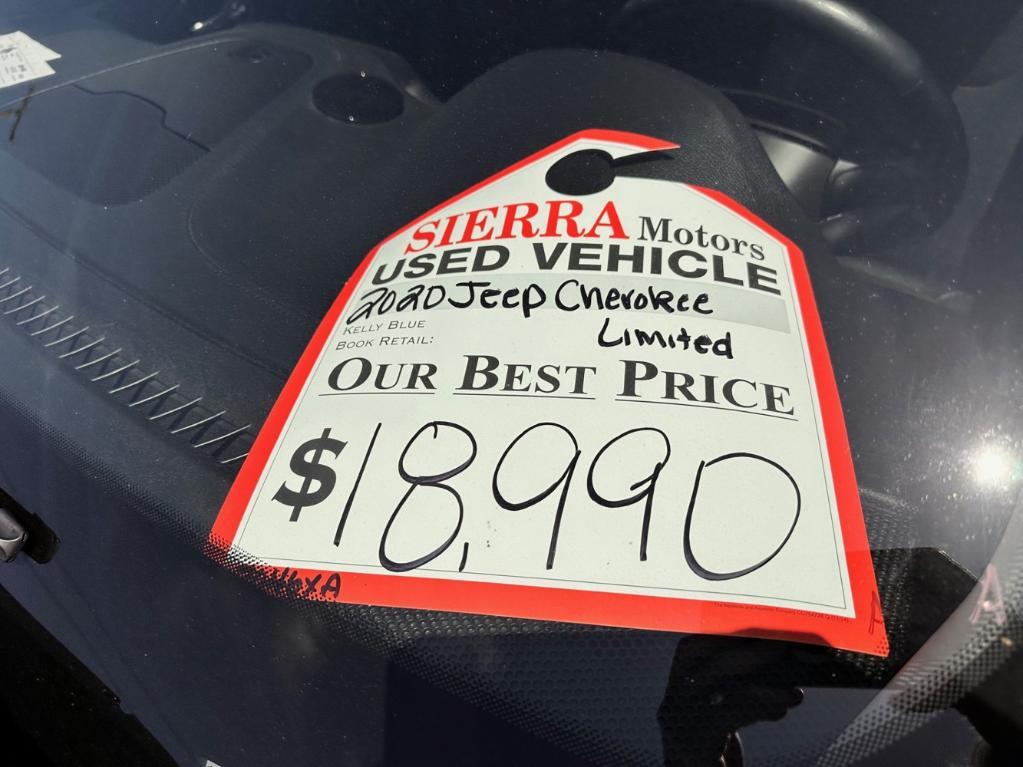 SIERRA Motors
USED VEHICLE
2020 Jeep Cherokee
Limited
KELLY BLUE
BOOK RETAIL:
OUR BEST PRICE
$18,990